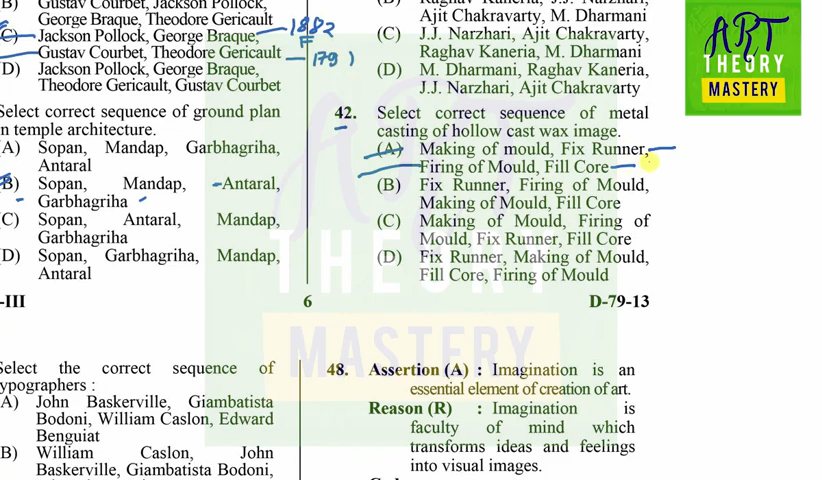 B) Gustav Courbet, Jackson Pollock,
George Braque, Theodore Gericault
C) Jackson Pollock, George Braque,
Gustav Courbet, Theodore Gericault
(D) Jackson Pollock, George Braque,
Theodore Gericault, Gustav Courbet
1882
F
1791
Select correct sequence of ground plan
in temple architecture.
(A) Sopan, Mandap, Garbhagriha,
Antaral
B) Sopan, Mandap, Antaral,
Garbhagriha
(C) Sopan, Antaral, Mandap,
Garbhagriha
(D) Sopan, Garbhagriha, Mandap,
Antaral
-III
6
D-79-13
(B) Raghav Kaneria, J.J. Narzhari,
Ajit Chakravarty, M. Dharmani
(C) J.J. Narzhari, Ajit Chakravarty,
Raghav Kaneria, M. Dharmani
(D) M. Dharmani, Raghav Kaneria,
J.J. Narzhari, Ajit Chakravarty
42. Select correct sequence of metal
casting of hollow cast wax image.
(A) Making of mould, Fix Runner,
Firing of Mould, Fill Core
(B) Fix Runner, Firing of Mould,
Making of Mould, Fill Core
(C) Making of Mould, Firing of
Mould, Fix Runner, Fill Core
(D) Fix Runner, Making of Mould,
Fill Core, Firing of Mould
Select the correct sequence of
ypographers :
A) John Baskerville, Giambatista
Bodoni, William Caslon, Edward
Benguiat
B) William Caslon, John
Baskerville, Giambatista Bodoni,
48. Assertion (A) : Imagination is an
essential element of creation of art.
Reason (R) : Imagination is
faculty of mind which
transforms ideas and feelings
into visual images.
ART
THEORY
MASTERY
ART
THEORY
MASTERY